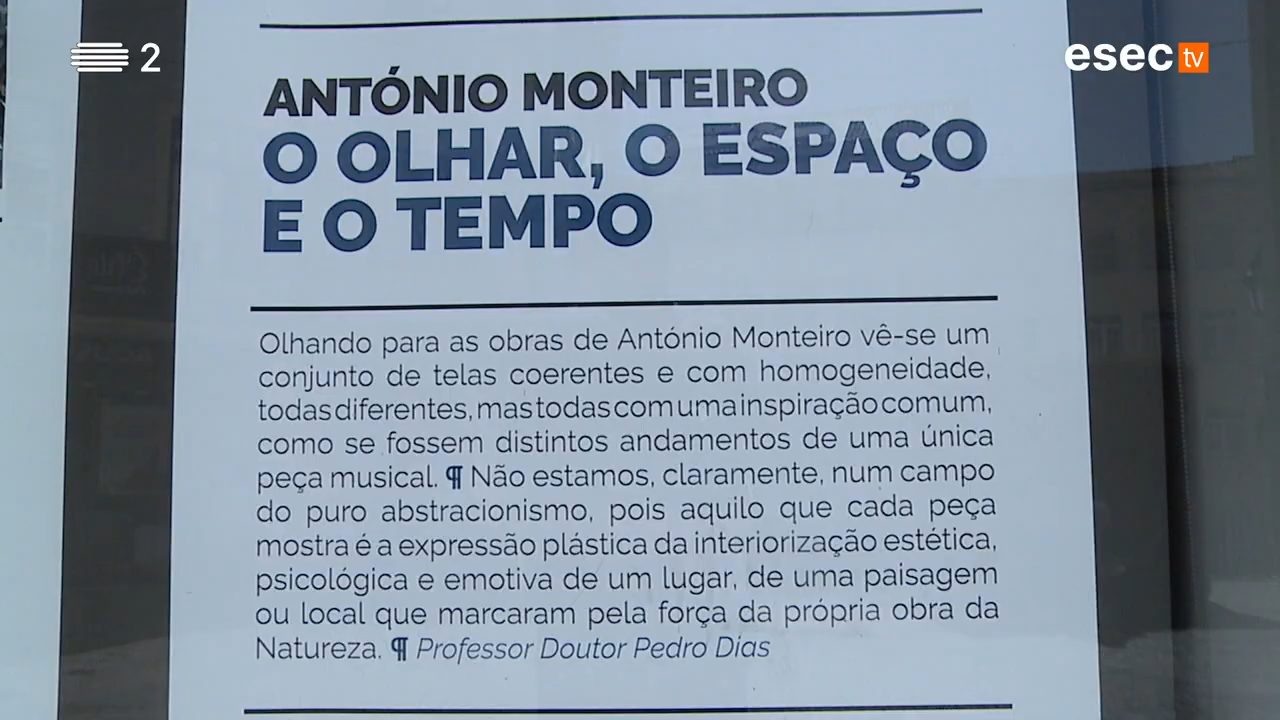 2
esec tv
ANTÓNIO MONTEIRO
O OLHAR, O ESPAÇO
E O TEMPO
Olhando para as obras de António Monteiro vê-se um
conjunto de telas coerentes e com homogeneidade,
todas diferentes, mas todas com uma inspiração comum,
como se fossem distintos andamentos de uma única
peça musical. ¶ Não estamos, claramente, num campo
do puro abstracionismo, pois aquilo que cada peça
mostra é a expressão plástica da interiorização estética,
psicológica e emotiva de um lugar, de uma paisagem
ou local que marcaram pela força da própria obra da
Natureza. ¶ Professor Doutor Pedro Dias